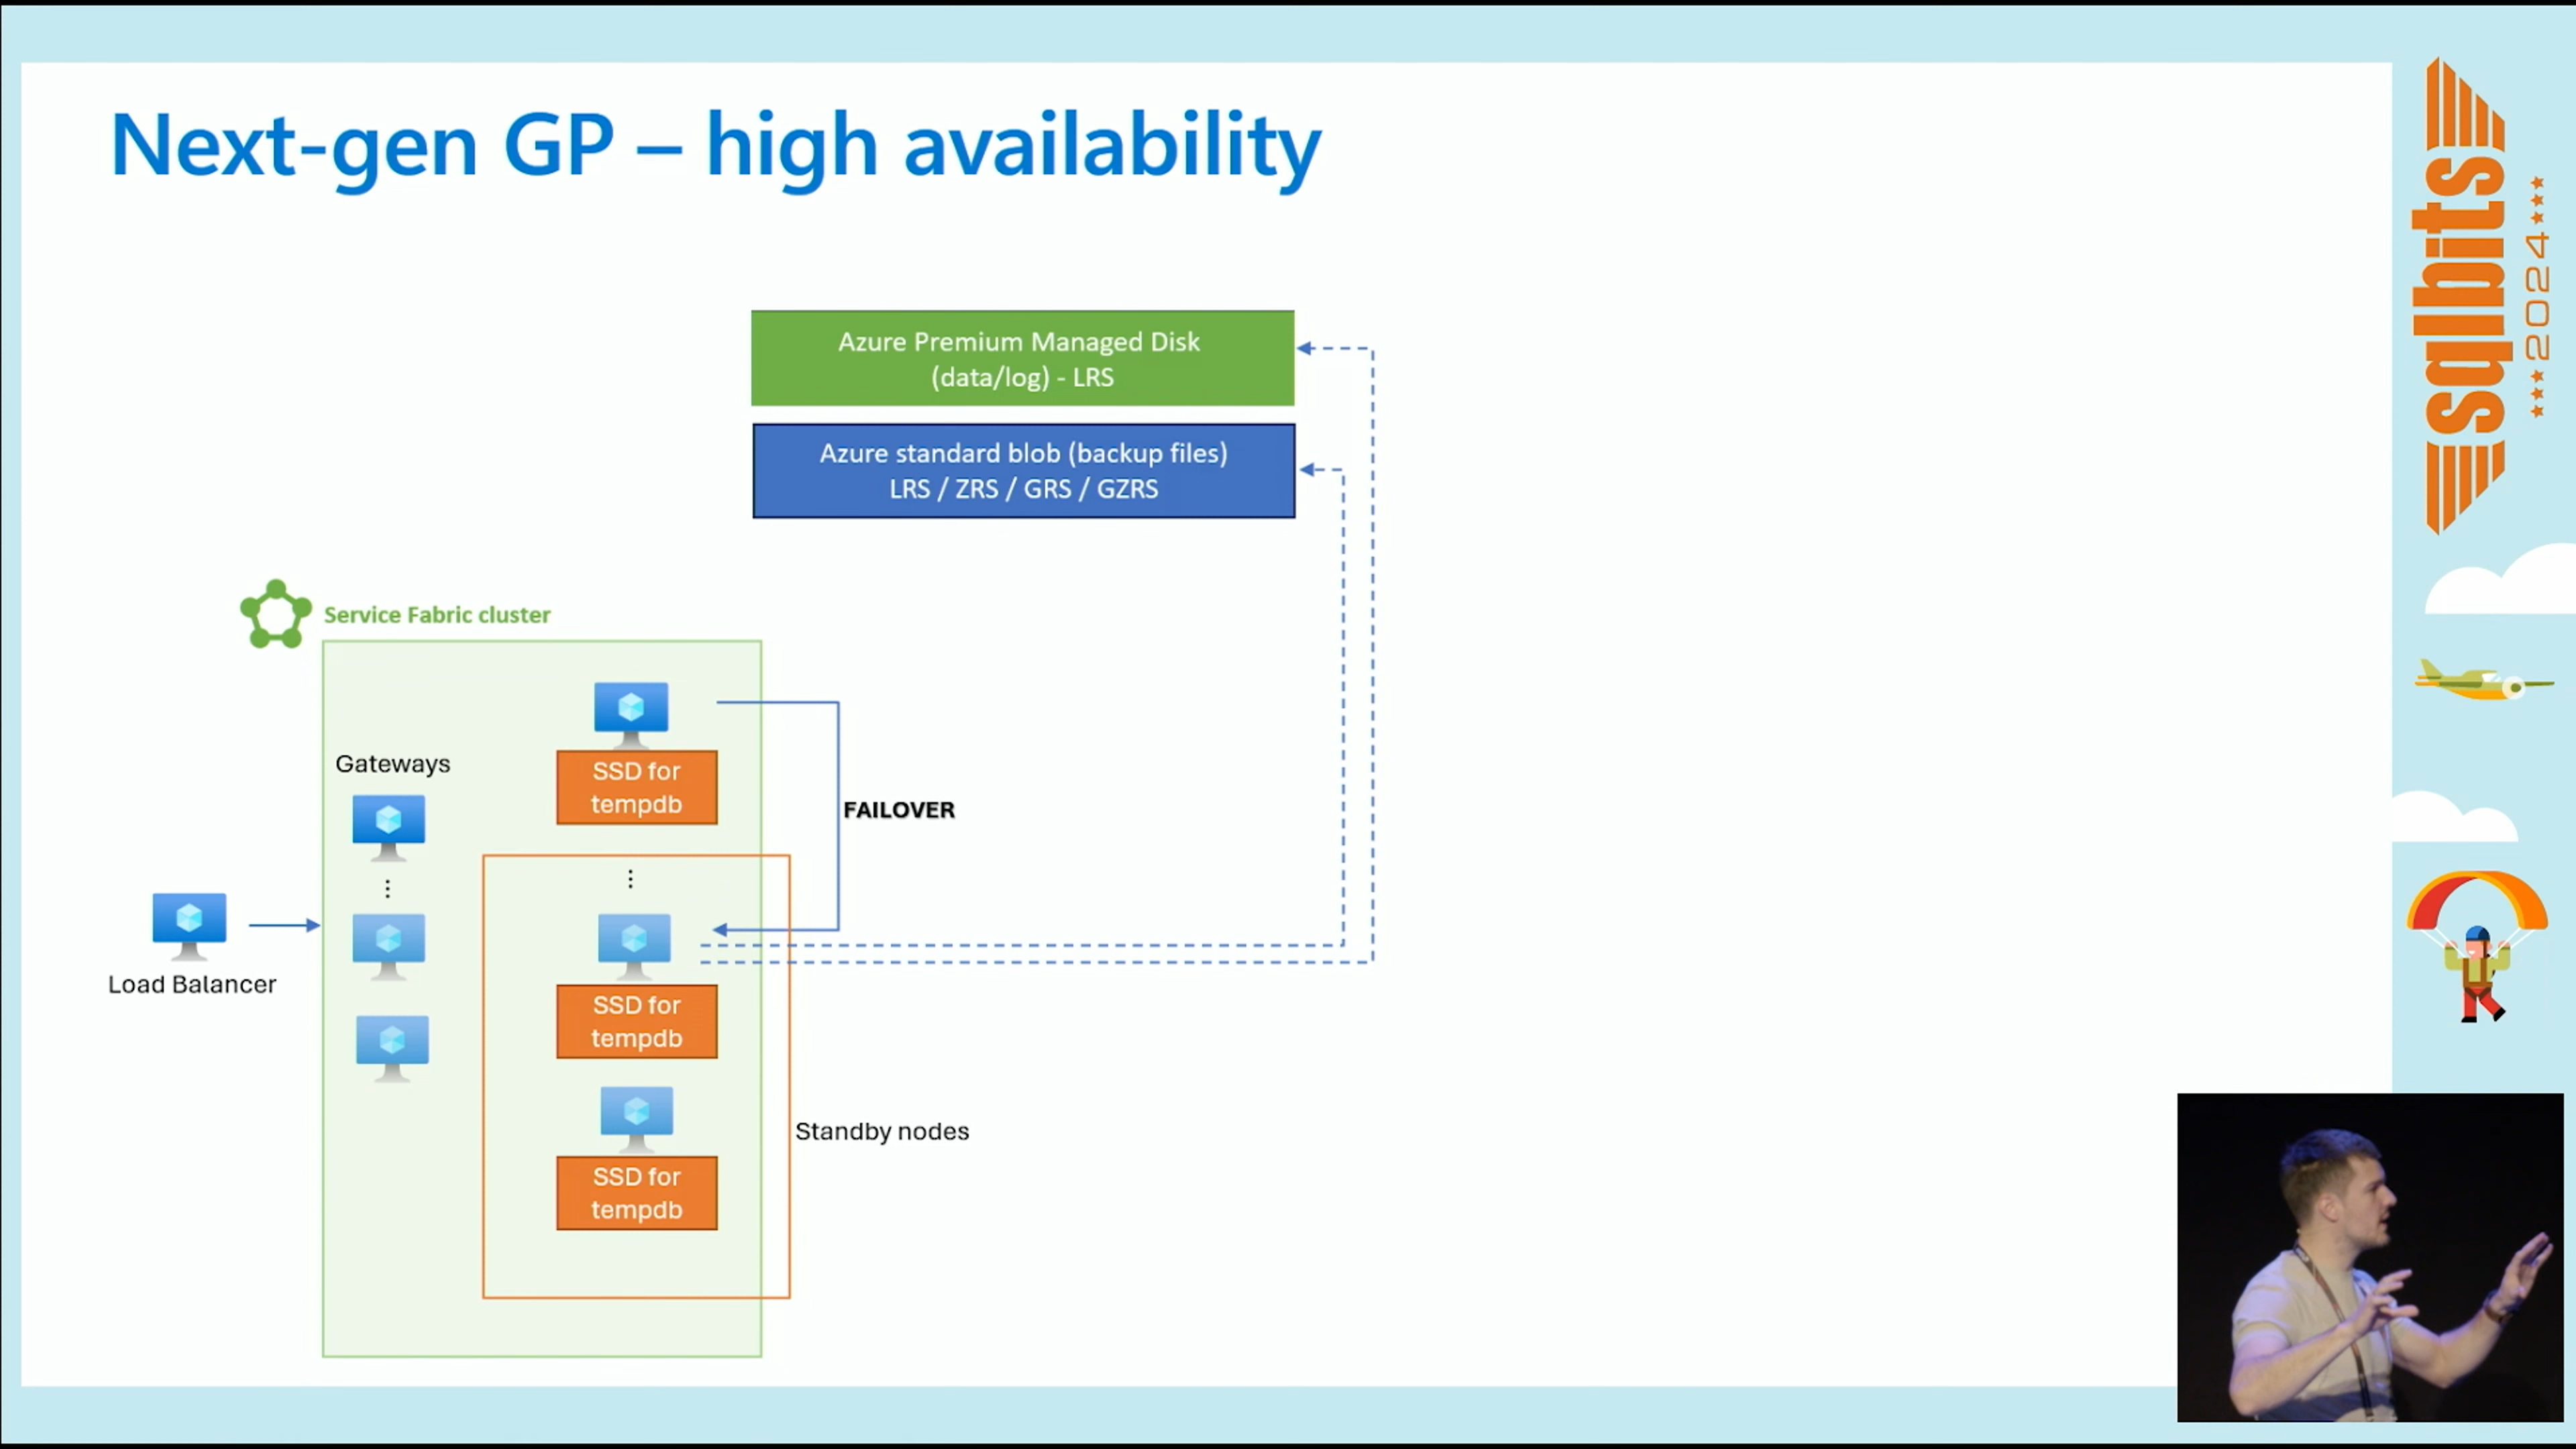 Next-gen GP – high availability
Azure Premium Managed Disk
(data/log) - LRS
Azure standard blob (backup files)
LRS / ZRS / GRS / GZRS
Service Fabric cluster
SSD for
tempdb
Gateways
FAILOVER
Load Balancer
SSD for
tempdb
Standby nodes
SSD for
tempdb
sqlbits
2024